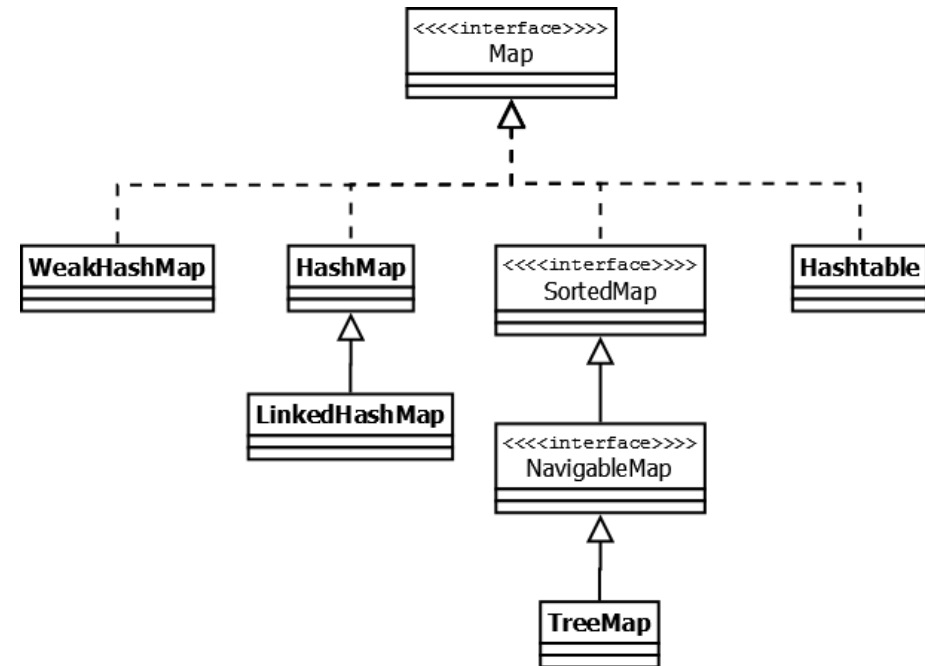 <<<<interface>>>>
Map
WeakHashMap
HashMap
<<<<interface>>>>
SortedMap
Hashtable
LinkedHashMap
<<<<interface>>>>
NavigableMap
TreeMap